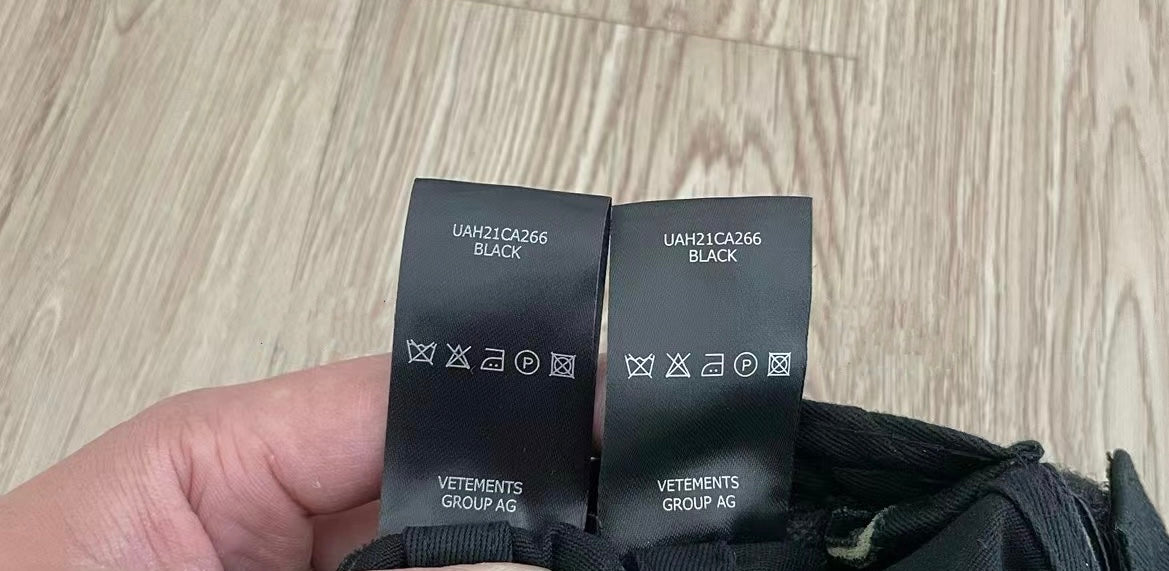 UAH21CA266
BLACK
P
VETEMENTS
GROUP AG
UAH21CA266
BLACK
P
VETEMENTS
GROUP AG